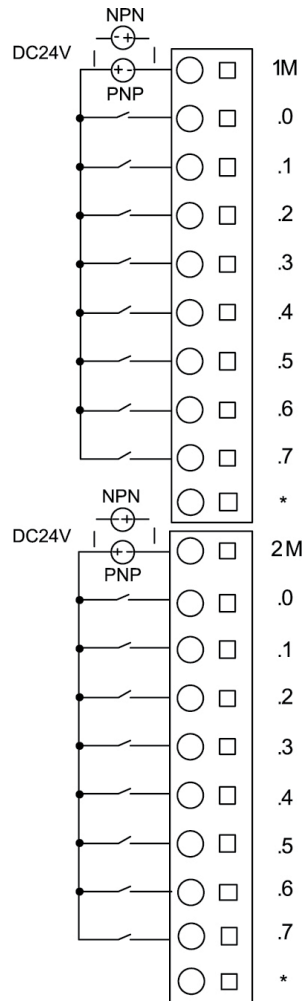 NPN
- +
DC24V
+ -
1M
PNP
.0
.1
.2
.3
.4
.5
.6
.7
*
NPN
- +
DC24V
+ -
2M
PNP
.0
.1
.2
.3
.4
.5
.6
.7
*